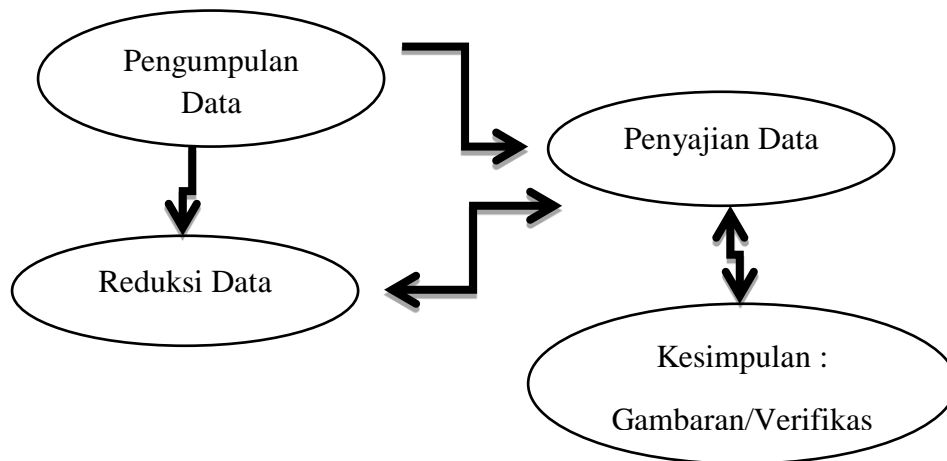 Pengumpulan
Data
Penyajian Data
Reduksi Data
Kesimpulan :
Gambaran/Verifikas